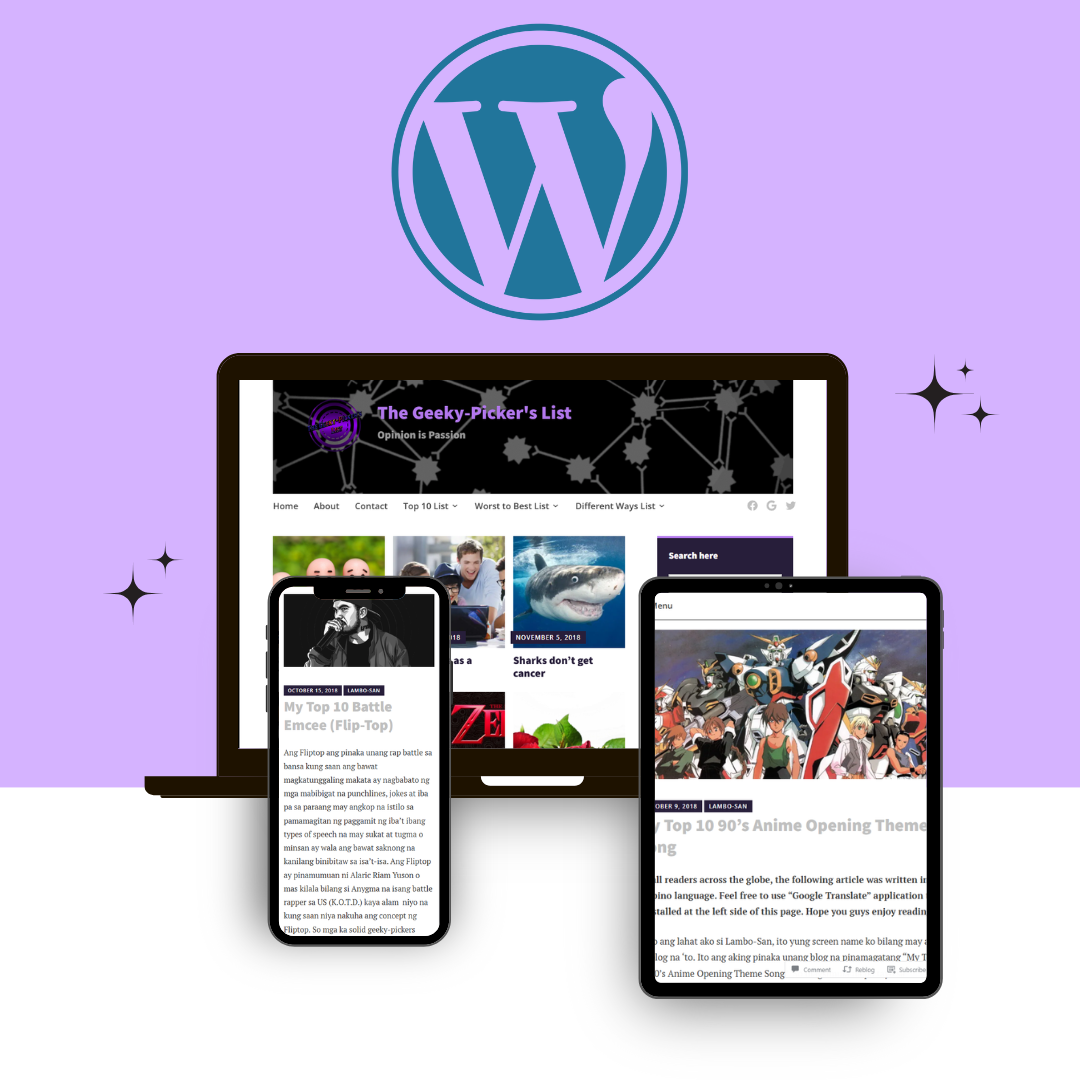 The Geeky-Picker's List
Opinion is Passion
Home About Contact Top 10 List Worst to Best List Different Ways List
Search here
NOVEMBER 5, 2018
as a
Sharks don't get
cancer
ZE
OCTOBER 15, 2018 LAMBO-SAN
My Top 10 Battle
Emcee (Flip-Top)
Ang Fliptop ang pinaka unang rap battle sa
bansa kung saan ang bawat
magkatunggaling makata ay nagbabato ng
mga mabibigat na punchlines, jokes at iba
pa sa paraang may angkop na istilo sa
pamamagitan ng paggamit ng iba't ibang
types of speech na may sukat at tugma o
minsan ay wala ang bawat saknong na
kanilang binibitaw sa isa't-isa. Ang Fliptop
ay pinamumuan ni Alaric Riam Yuson o
mas kilala bilang si Anygma na isang battle
rapper sa US (K.O.T.D.) kaya alam niyo na
kung saan niya nakuha ang concept ng
Fliptop. So mga ka solid geeky-pickers
Menu
OBER 9, 2018 LAMBO-SAN
y Top 10 90's Anime Opening Theme
ong
all readers across the globe, the following article was written in
pino language. Feel free to use "Google Translate" application
stalled at the left side of this page. Hope you guys enjoy readin
o ang lahat ako si Lambo-San, ito yung screen name ko bilang may a
log na 'to. Ito ang aking pinaka unang blog na pinamagatang "My T
0's Anime Opening Theme Song
Comment Reblog Subscribe